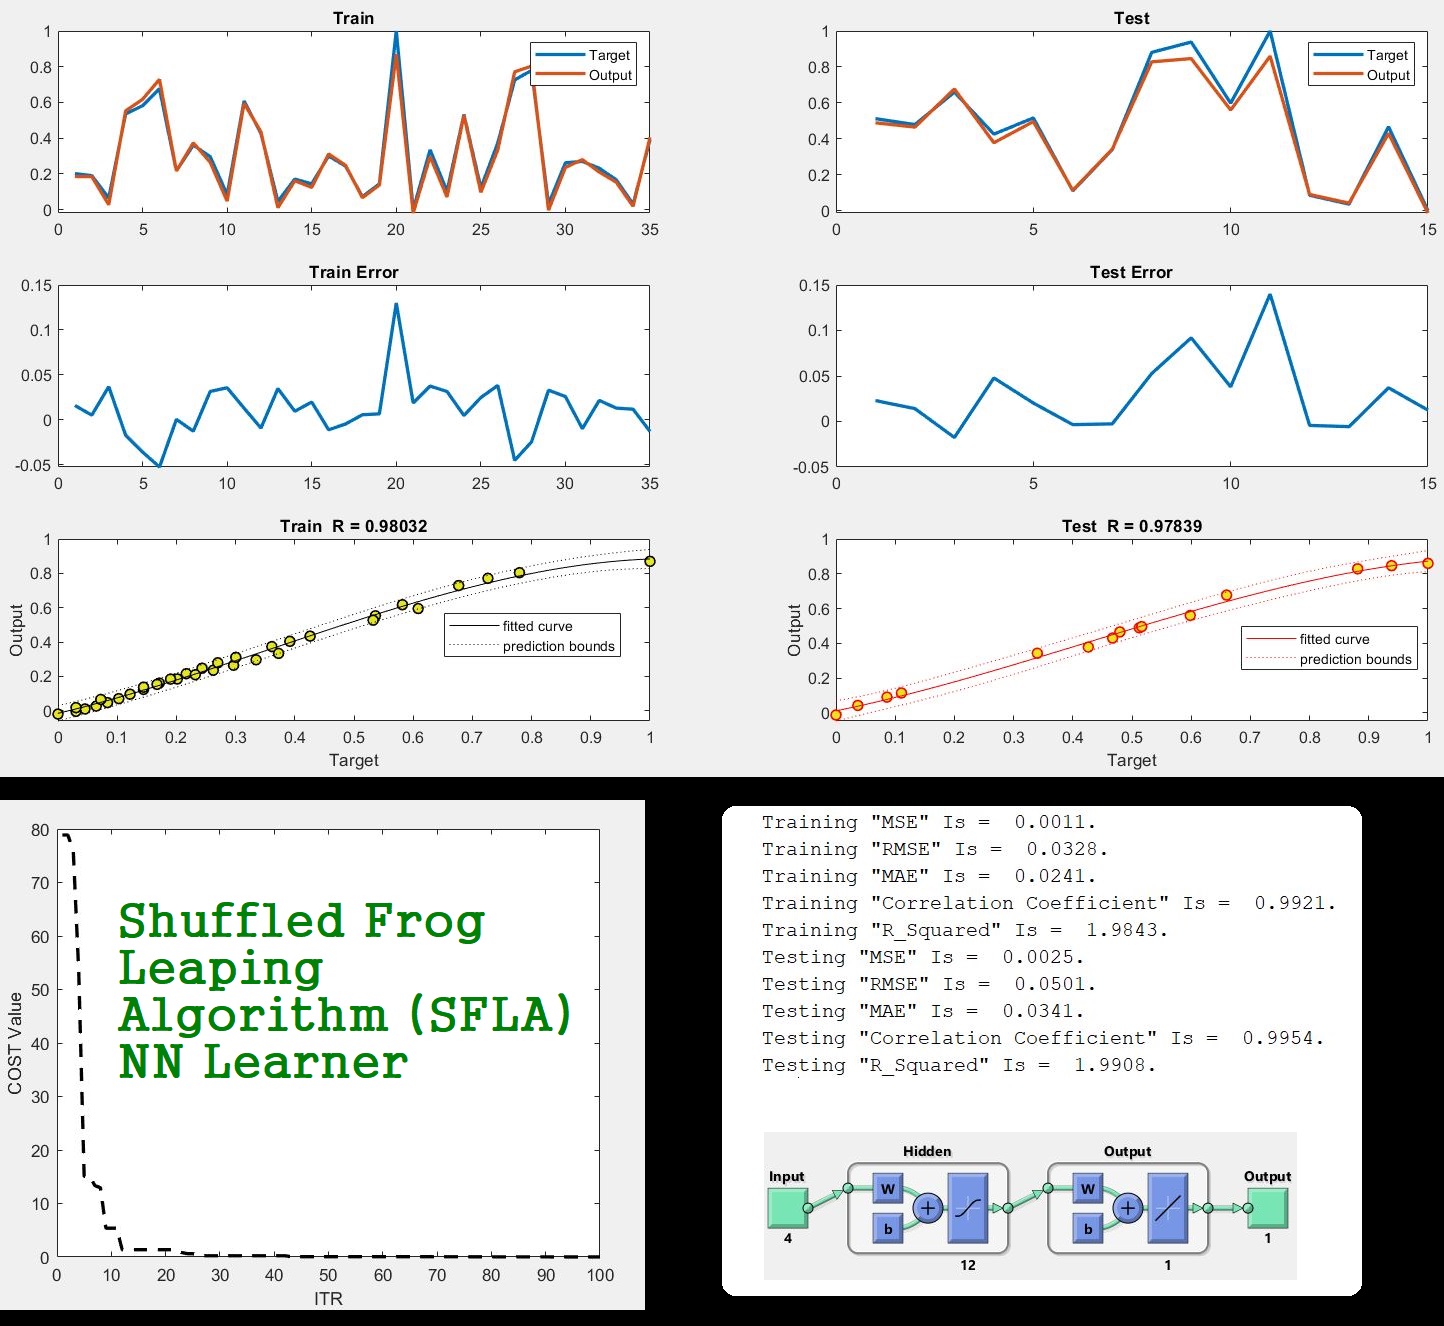 Train
1
0.8
0.6
0.4
0.2
0
0 5 10 15 20 25 30 35
Target
Output
Test
1
0.8
0.6
0.4
0.2
0
0 5 10 15
Target
Output
Train Error
0.15
0.1
0.05
0
-0.05
0 5 10 15 20 25 30 35
Test Error
0.15
0.1
0.05
0
-0.05
0 5 10 15
Train R = 0.98032
1
0.8
0.6
0.4
0.2
0
Output
0 0.1 0.2 0.3 0.4 0.5 0.6 0.7 0.8 0.9 1
Target
fitted curve
prediction bounds
Test R = 0.97839
1
0.8
0.6
0.4
0.2
0
Output
0 0.1 0.2 0.3 0.4 0.5 0.6 0.7 0.8 0.9 1
Target
fitted curve
prediction bounds
80
70
60
50
40
30
20
10
0
COST Value
0 10 20 30 40 50 60 70 80 90 100
ITR
Shuffled Frog
Leaping
Algorithm (SFLA)
NN Learner
Training "MSE" Is = 0.0011.
Training "RMSE" Is = 0.0328.
Training "MAE" Is = 0.0241.
Training "Correlation Coefficient" Is = 0.9921.
Training "R_Squared" Is = 1.9843.
Testing "MSE" Is = 0.0025.
Testing "RMSE" Is = 0.0501.
Testing "MAE" Is = 0.0341.
Testing "Correlation Coefficient" Is = 0.9954.
Testing "R_Squared" Is = 1.9908.
Hidden
Output
Input
Output
W
b
+
W
b
+
4
12
1
1